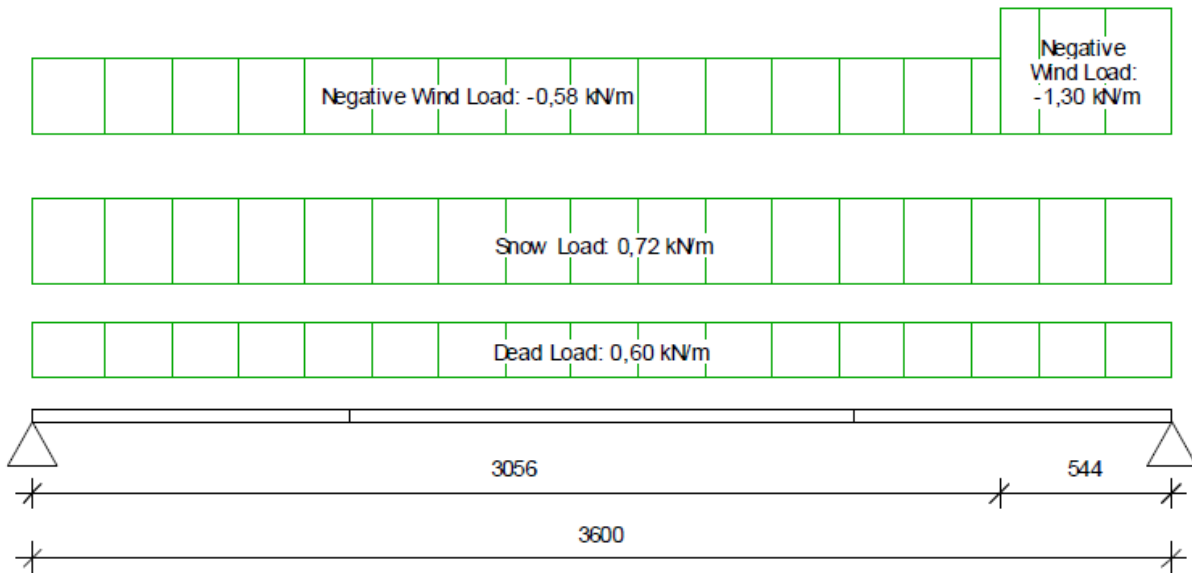 Negative
Wind Load:
-1,30 kN/m
Negative Wind Load: -0,58 kN/m
Snow Load: 0,72 kN/m
Dead Load: 0,60 kN/m
3056
544
3600